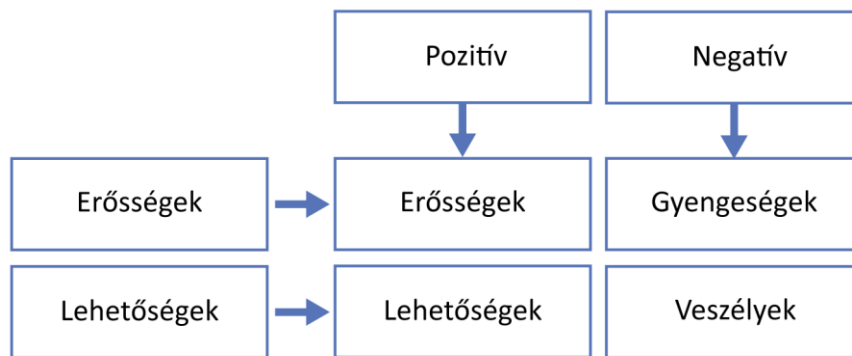 Pozitív
Negatív
Erősségek
Erősségek
Gyengeségek
Lehetőségek
Lehetőségek
Veszélyek